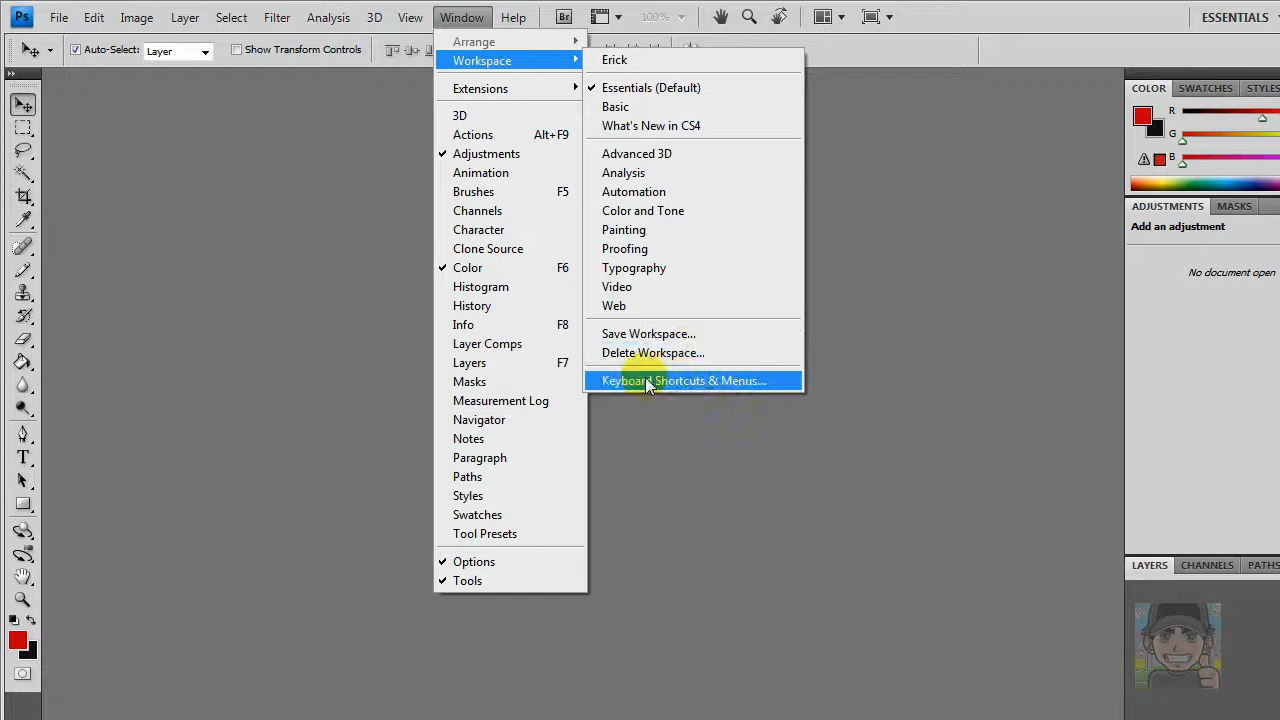 Ps File Edit Image Layer Select Filter Analysis 3D View Window Help Br 100% ESSENTIALS
Auto-Select: Layer Show Transform Controls
Arrange
Workspace
Extensions
3D
Actions Alt+F9
Adjustments
Animation
Brushes F5
Channels
Character
Clone Source
Color F6
Histogram
History
Info F8
Layer Comps
Layers F7
Masks
Measurement Log
Navigator
Notes
Paragraph
Paths
Styles
Swatches
Tool Presets
Options
Tools
Erick
Essentials (Default)
Basic
What's New in CS4
Advanced 3D
Analysis
Automation
Color and Tone
Painting
Proofing
Typography
Video
Web
Save Workspace...
Delete Workspace...
Keyboard Shortcuts & Menus...
COLOR SWATCHES STYLES
R
G
B
ADJUSTMENTS MASKS
Add an adjustment
No document open
LAYERS CHANNELS PATHS
T